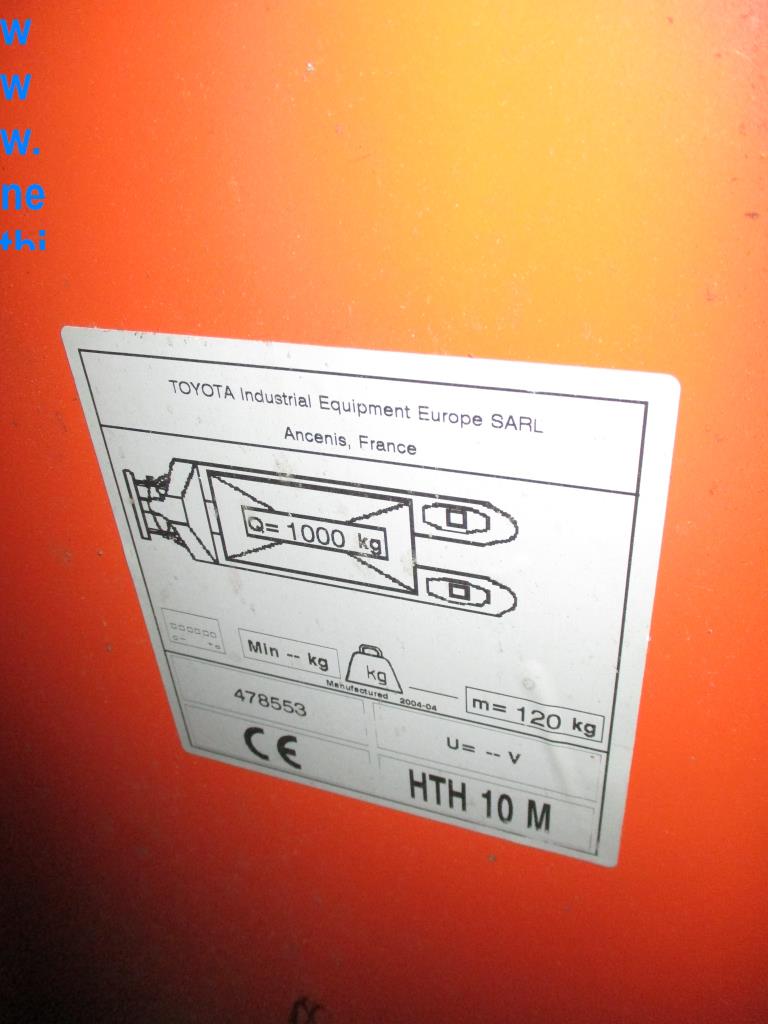 w
w
w.
ne
thi
TOYOTA Industrial Equipment Europe SARL
Ancenis, France
Q= 1000 kg
Min -- kg
kg
Manufactured 2004-04
m= 120 kg
478553
U= -- V
CE
HTH 10 M